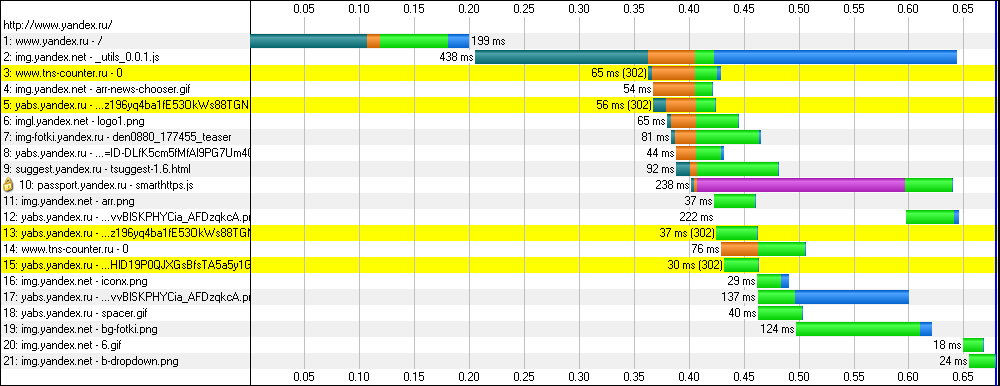 0.05 0.10 0.15 0.20 0.25 0.30 0.35 0.40 0.45 0.50 0.55 0.60 0.65
http://www.yandex.ru/
1: www.yandex.ru - / 199 ms
2: img.yandex.net - _utils_0.0.1.js 438 ms
3: www.tns-counter.ru - 0 65 ms (302)
4: img.yandex.net - arr-news-chooser.gif 54 ms
5: yabs.yandex.ru - ...z196yq4ba1fE53OkWs88TGN 56 ms (302)
6: imgl.yandex.net - logo1.png 65 ms
7: img-fotki.yandex.ru - den0880_177455_teaser 81 ms
8: yabs.yandex.ru - 44 ms
9: suggest.yandex.ru - tsuggest-1.6.html 92 ms
10: passport.yandex.ru - smarthttps.js 238 ms
11: img.yandex.net - arr.png 37 ms
12: yabs.yandex.ru - 222 ms
13: yabs.yandex.ru - ...z196yq4ba1fE53OkWs88TGN 37 ms (302)
14: www.tns-counter.ru - 0 76 ms
15: yabs.yandex.ru - 30 ms (302)
16: img.yandex.net - iconx.png 29 ms
17: yabs.yandex.ru - 137 ms
18: yabs.yandex.ru - spacer.gif 40 ms
19: img.yandex.net - bg-fotki.png 124 ms
20: img.yandex.net - 6.gif 18 ms
21: img.yandex.net - b-dropdown.png 24 ms
0.05 0.10 0.15 0.20 0.25 0.30 0.35 0.40 0.45 0.50 0.55 0.60 0.65